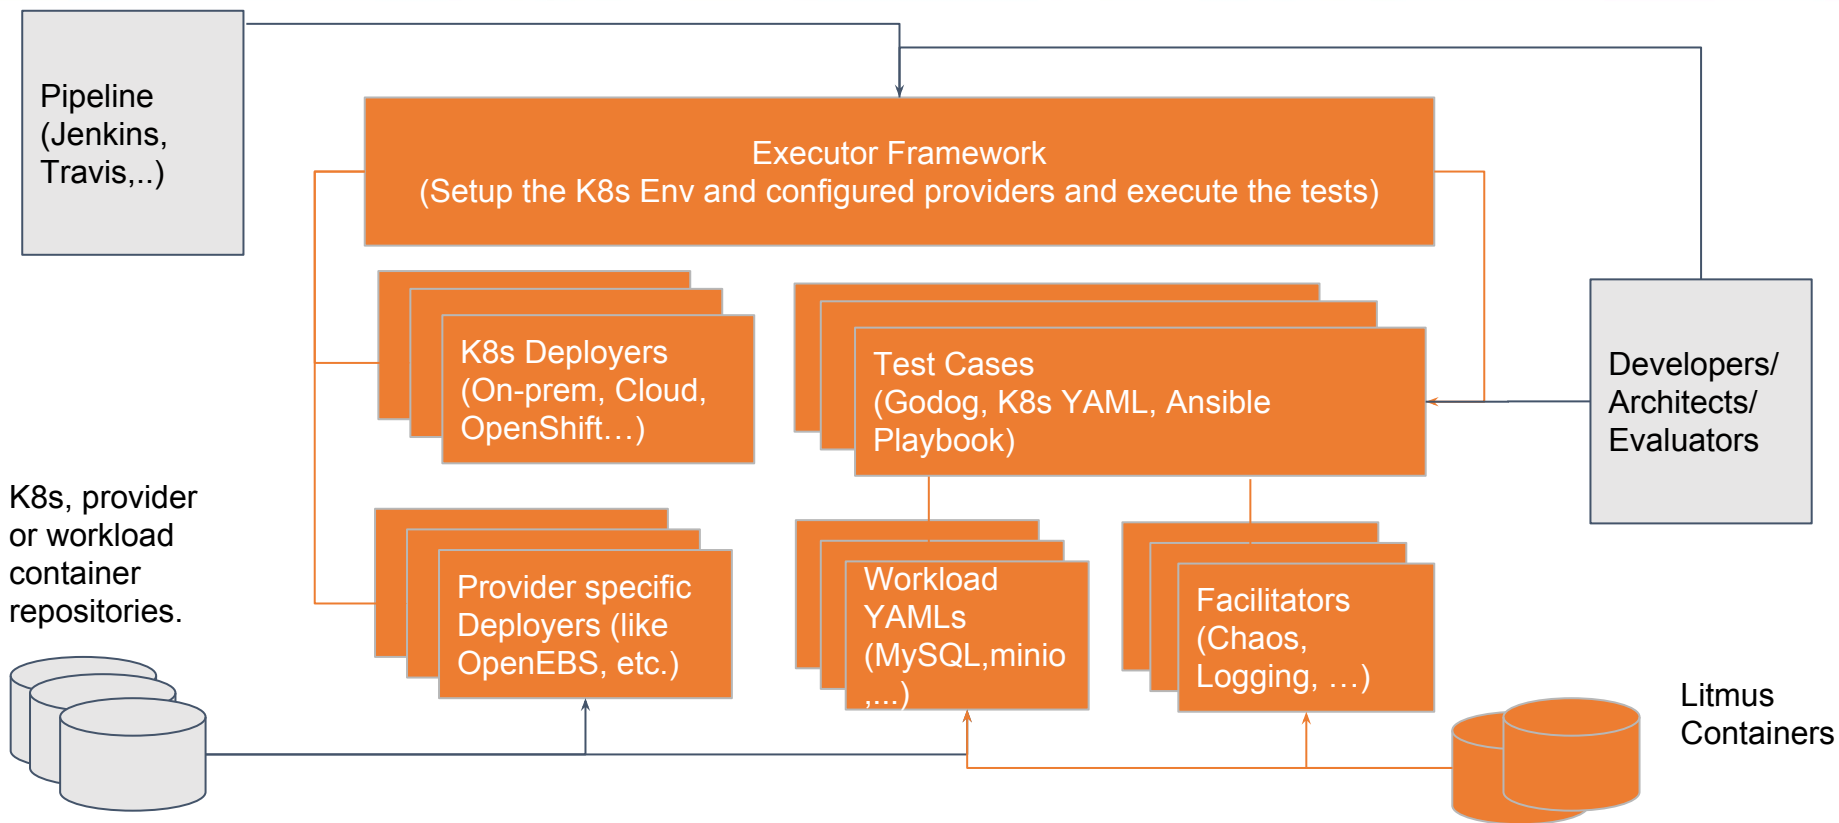 Pipeline
(Jenkins,
Travis,..)
Executor Framework
(Setup the K8s Env and configured providers and execute the tests)
K8s Deployers
(On-prem, Cloud,
OpenShift…)
Test Cases
(Godog, K8s YAML, Ansible
Playbook)
Developers/
Architects/
Evaluators
K8s, provider
or workload
container
repositories.
Provider specific
Deployers (like
OpenEBS, etc.)
Workload
YAMLs
(MySQL,minio
,...)
Facilitators
(Chaos,
Logging, …)
Litmus
Containers